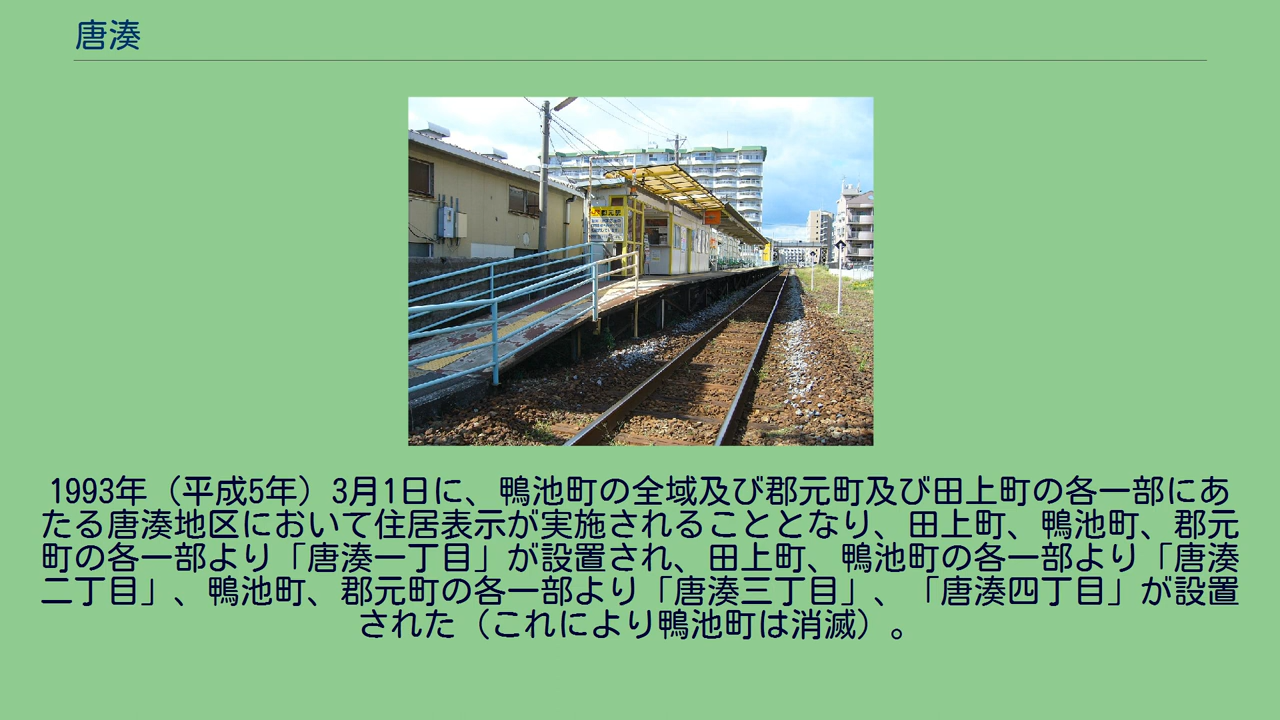 唐湊
郡元駅
1993年（平成5年）3月1日に、鴨池町の全域及び郡元町及び田上町の各一部にあ
たる唐湊地区において住居表示が実施されることとなり、田上町、鴨池町、郡元
町の各一部より「唐湊一丁目」が設置され、田上町、鴨池町の各一部より「唐湊
二丁目」、鴨池町、郡元町の各一部より「唐湊三丁目」、「唐湊四丁目」が設置
された（これにより鴨池町は消滅）。